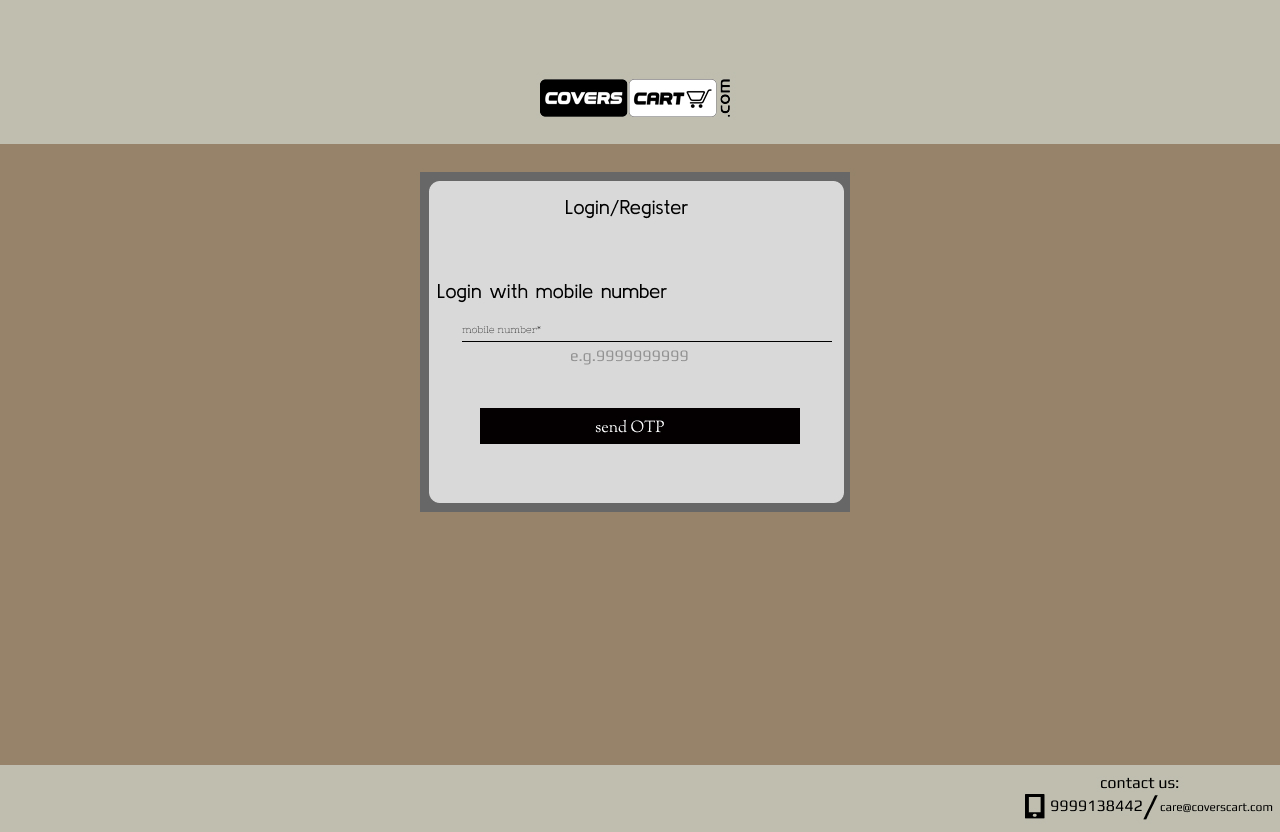 COVERS CART .com
Login/Register
Login with mobile number
mobile number*
e.g.9999999999
send OTP
contact us:
9999138442/care@coverscart.com